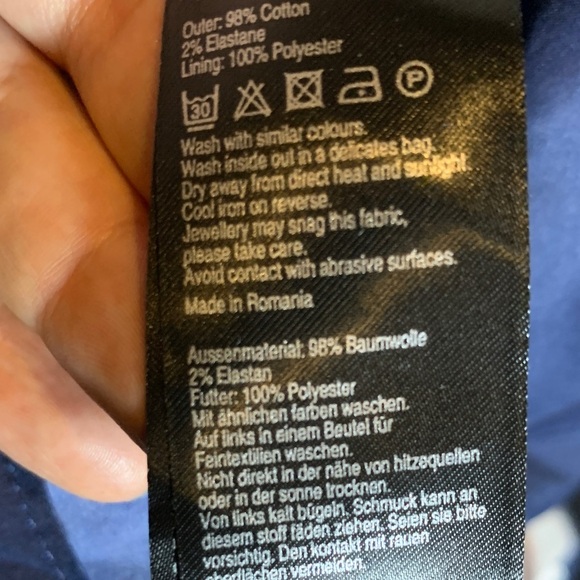 Outer: 98% Cotton
2% Elastane
Lining: 100% Polyester
30 P
Wash with similar colours.
Wash inside out in a delicates bag.
Dry away from direct heat and sunlight.
Cool iron on reverse.
Jewellery may snag this fabric,
please take care.
Avoid contact with abrasive surfaces.
Made in Romania
Aussenmaterial: 98% Baumwolle
2% Elastan
Futter: 100% Polyester
Mit ähnlichen farben waschen.
Auf links in einem Beutel für
Feintextilien waschen.
Nicht direkt in der nähe von hitzequellen
oder in der sonne trocknen.
Von links kalt bügeln. Schmuck kann an
diesem stoff fäden ziehen. Seien sie bitte
vorsichtig. Den kontakt mit rauen
oberflächen vermeiden.